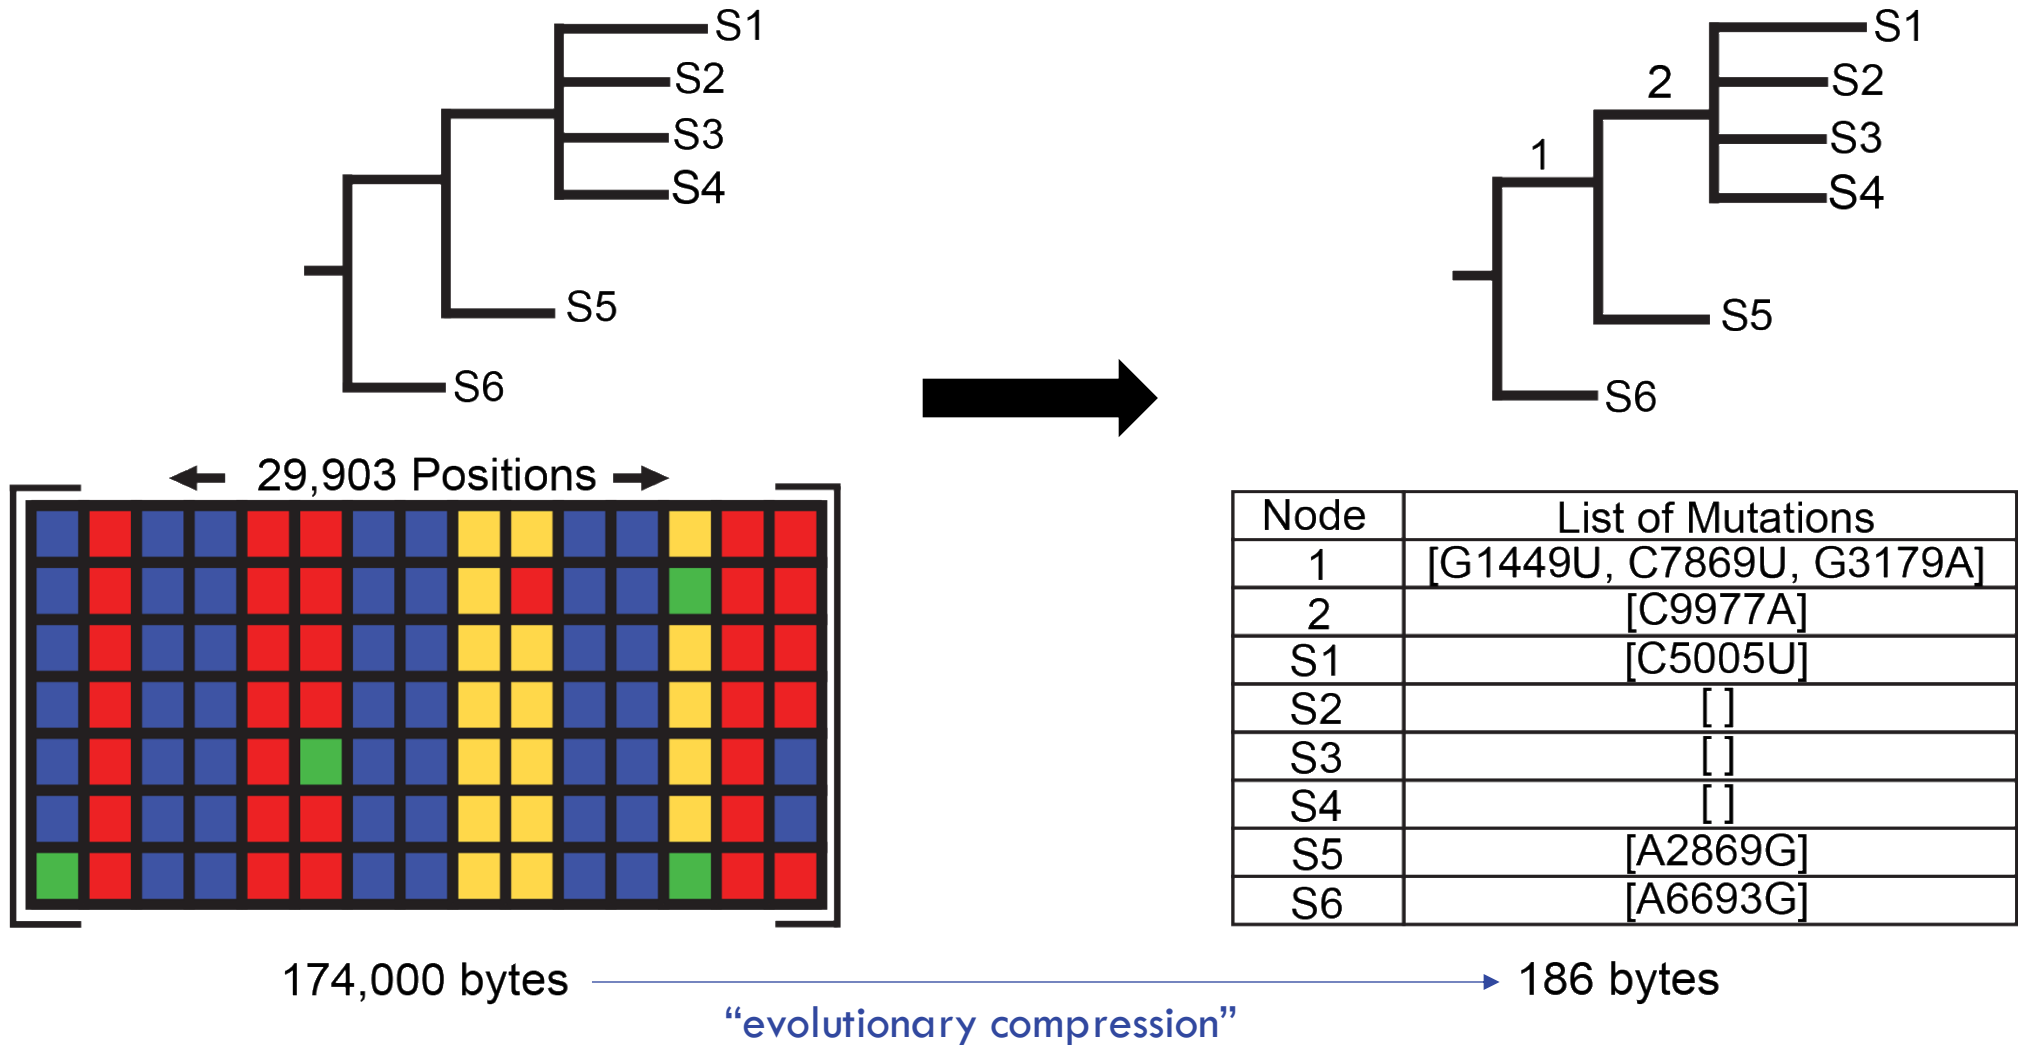 S1
S2
S3
S4
S5
S6
29,903 Positions
174,000 bytes
"evolutionary compression"
S1
2
S2
1
S3
S4
S5
S6
Node List of Mutations
1 [G1449U, C7869U, G3179A]
2 [C9977A]
S1 [C5005U]
S2 [ ]
S3 [ ]
S4 [ ]
S5 [A2869G]
S6 [A6693G]
186 bytes